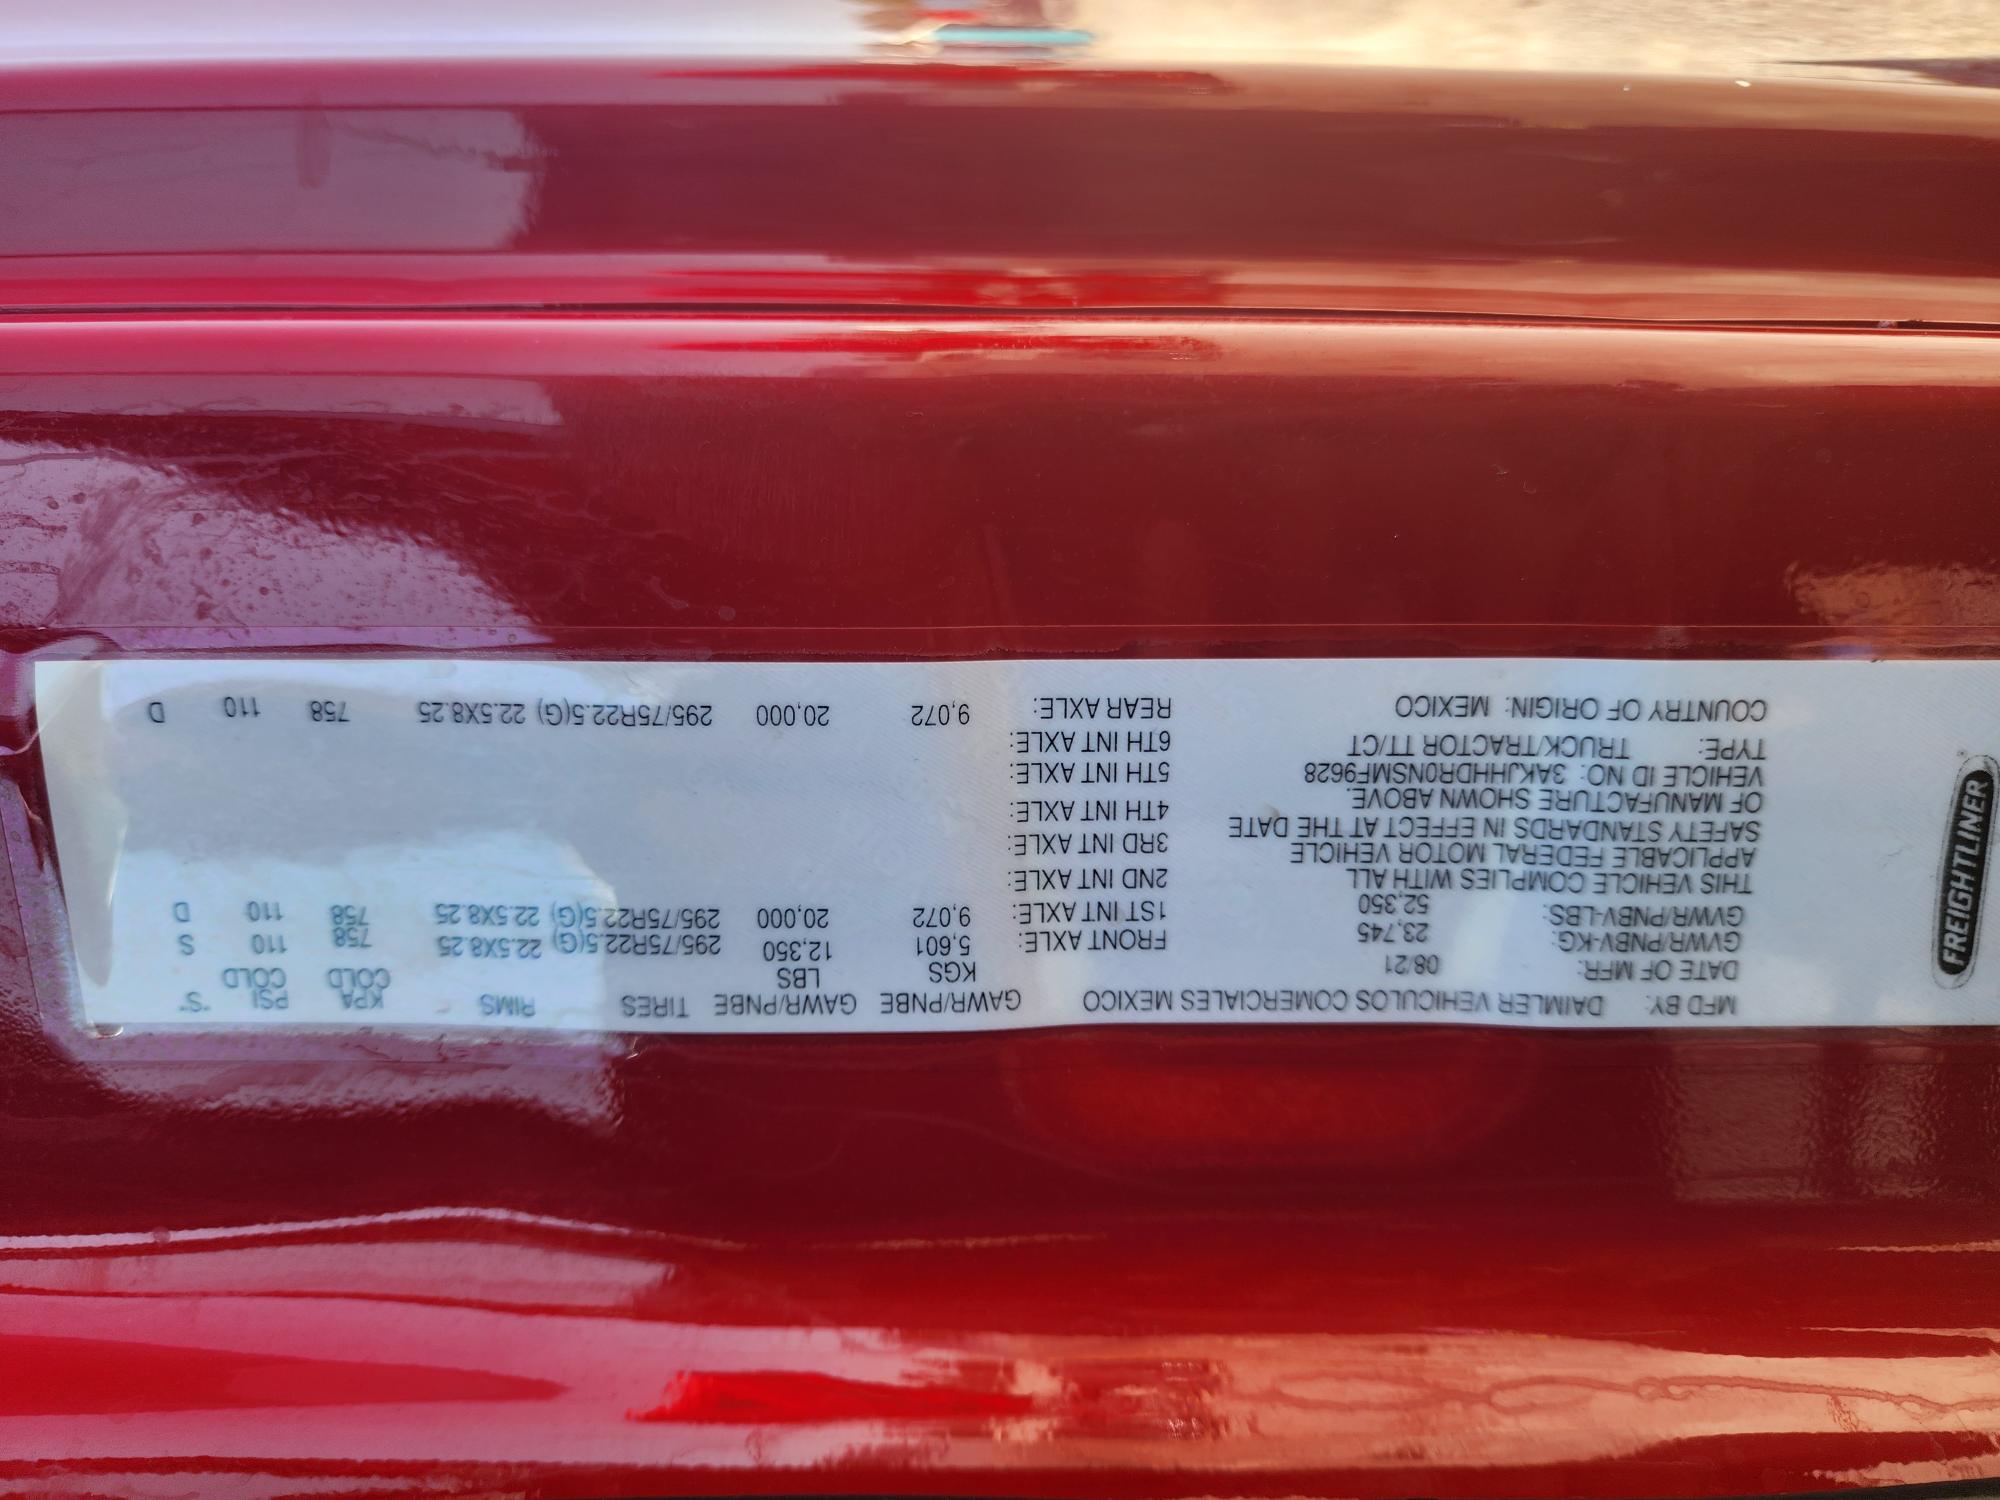 FREIGHTLINER
MFD BY: DAIMLER VEHICULOS COMERCIALES MEXICO
DATE OF MFR: 08/21
GVWR/PNBV-KG: 23,745
GVWR/PNBV-LBS: 52,350
THIS VEHICLE COMPLIES WITH ALL
APPLICABLE FEDERAL MOTOR VEHICLE
SAFETY STANDARDS IN EFFECT AT THE DATE
OF MANUFACTURE SHOWN ABOVE.
VEHICLE ID NO: 3AKJHHDR0NSMF9628
TYPE: TRUCK/TRACTOR TT/CT
COUNTRY OF ORIGIN: MEXICO
GAWR/PNBE GAWR/PNBE TIRES RIMS KPA PSI "S"
KGS LBS COLD COLD
FRONT AXLE: 5,601 12,350 295/75R22.5(G) 22.5X8.25 758 110 S
1ST INT AXLE: 9,072 20,000 295/75R22.5(G) 22.5X8.25 758 110 D
2ND INT AXLE:
3RD INT AXLE:
4TH INT AXLE:
5TH INT AXLE:
6TH INT AXLE:
REAR AXLE: 9,072 20,000 295/75R22.5(G) 22.5X8.25 758 110 D